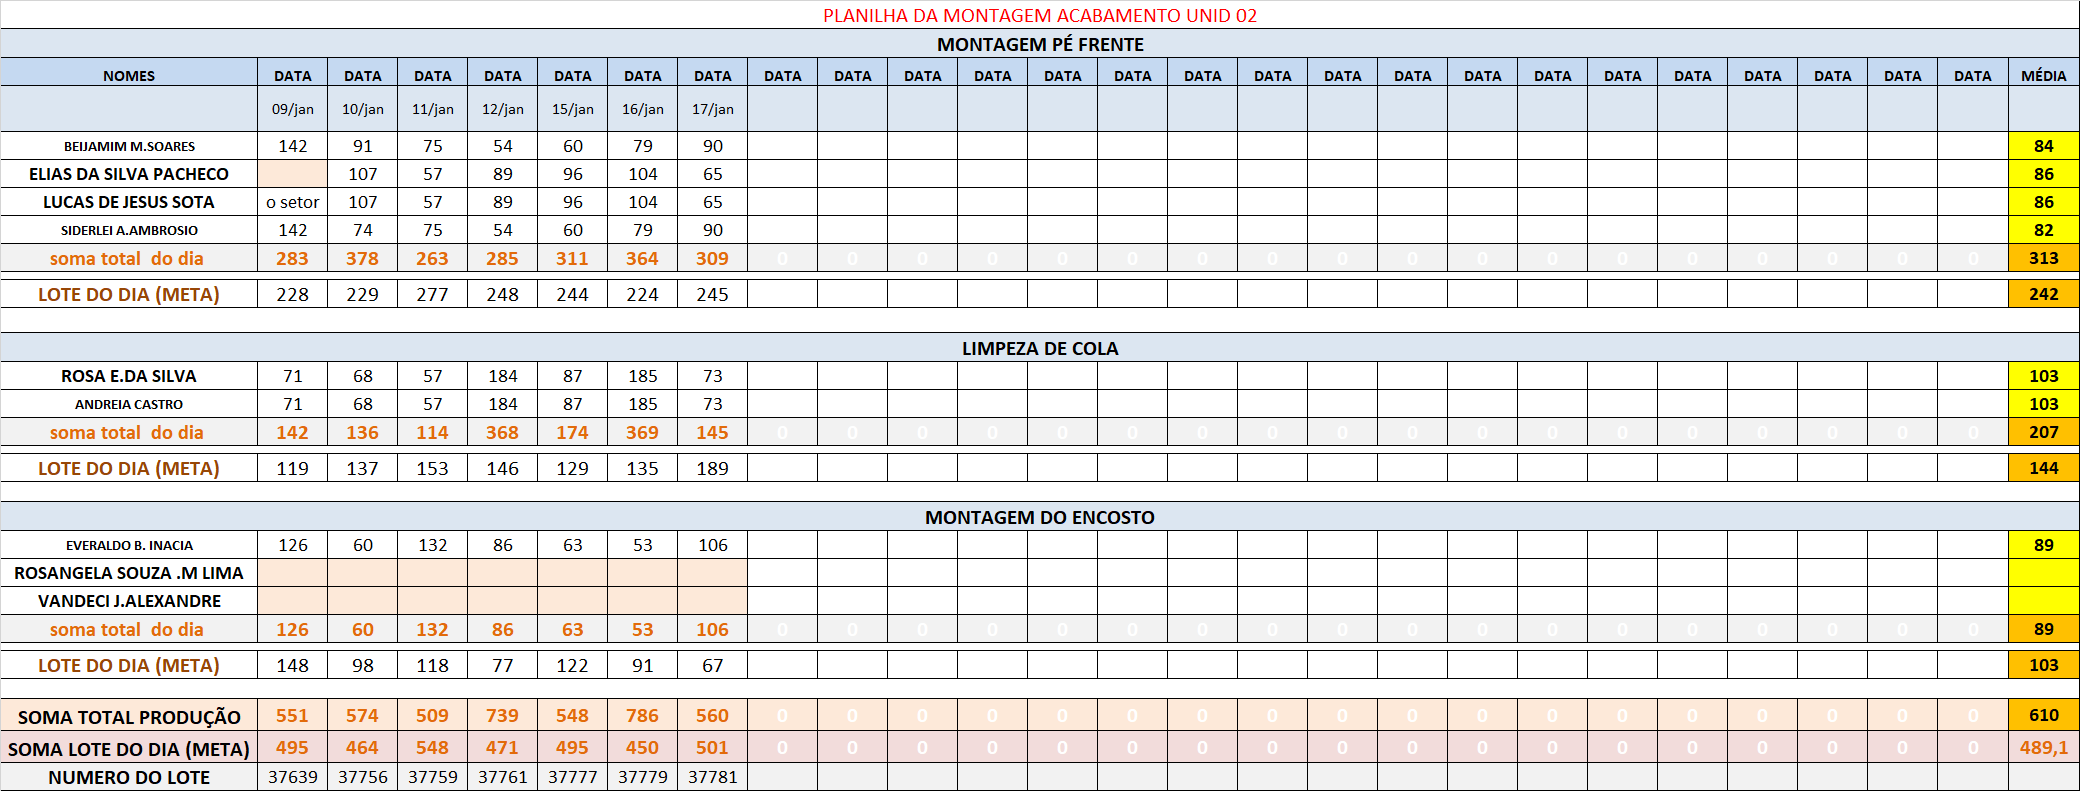 PLANILHA DA MONTAGEM ACABAMENTO UNID 02
MONTAGEM PÉ FRENTE
NOMES DATA DATA DATA DATA DATA DATA DATA DATA DATA DATA DATA DATA DATA DATA DATA DATA DATA DATA DATA DATA DATA DATA DATA DATA DATA MÉDIA
09/jan 10/jan 11/jan 12/jan 15/jan 16/jan 17/jan
BEIJAMIM M.SOARES 142 91 75 54 60 79 90 84
ELIAS DA SILVA PACHECO 107 57 89 96 104 65 86
LUCAS DE JESUS SOTA o setor 107 57 89 96 104 65 86
SIDERLEI A.AMBROSIO 142 74 75 54 60 79 90 82
soma total do dia 283 378 263 285 311 364 309 0 0 0 0 0 0 0 0 0 0 0 0 0 0 0 0 0 0 313
LOTE DO DIA (META) 228 229 277 248 244 224 245 242
LIMPEZA DE COLA
ROSA E.DA SILVA 71 68 57 184 87 185 73 103
ANDREIA CASTRO 71 68 57 184 87 185 73 103
soma total do dia 142 136 114 368 174 369 145 0 0 0 0 0 0 0 0 0 0 0 0 0 0 0 0 0 0 207
LOTE DO DIA (META) 119 137 153 146 129 135 189 144
MONTAGEM DO ENCOSTO
EVERALDO B. INACIA 126 60 132 86 63 53 106 89
ROSANGELA SOUZA .M LIMA
VANDECI J.ALEXANDRE
soma total do dia 126 60 132 86 63 53 106 0 0 0 0 0 0 0 0 0 0 0 0 0 0 0 0 0 0 89
LOTE DO DIA (META) 148 98 118 77 122 91 67 103
SOMA TOTAL PRODUÇÃO 551 574 509 739 548 786 560 0 0 0 0 0 0 0 0 0 0 0 0 0 0 0 0 0 0 610
SOMA LOTE DO DIA (META) 495 464 548 471 495 450 501 0 0 0 0 0 0 0 0 0 0 0 0 0 0 0 0 0 0 489,1
NUMERO DO LOTE 37639 37756 37759 37761 37777 37779 37781